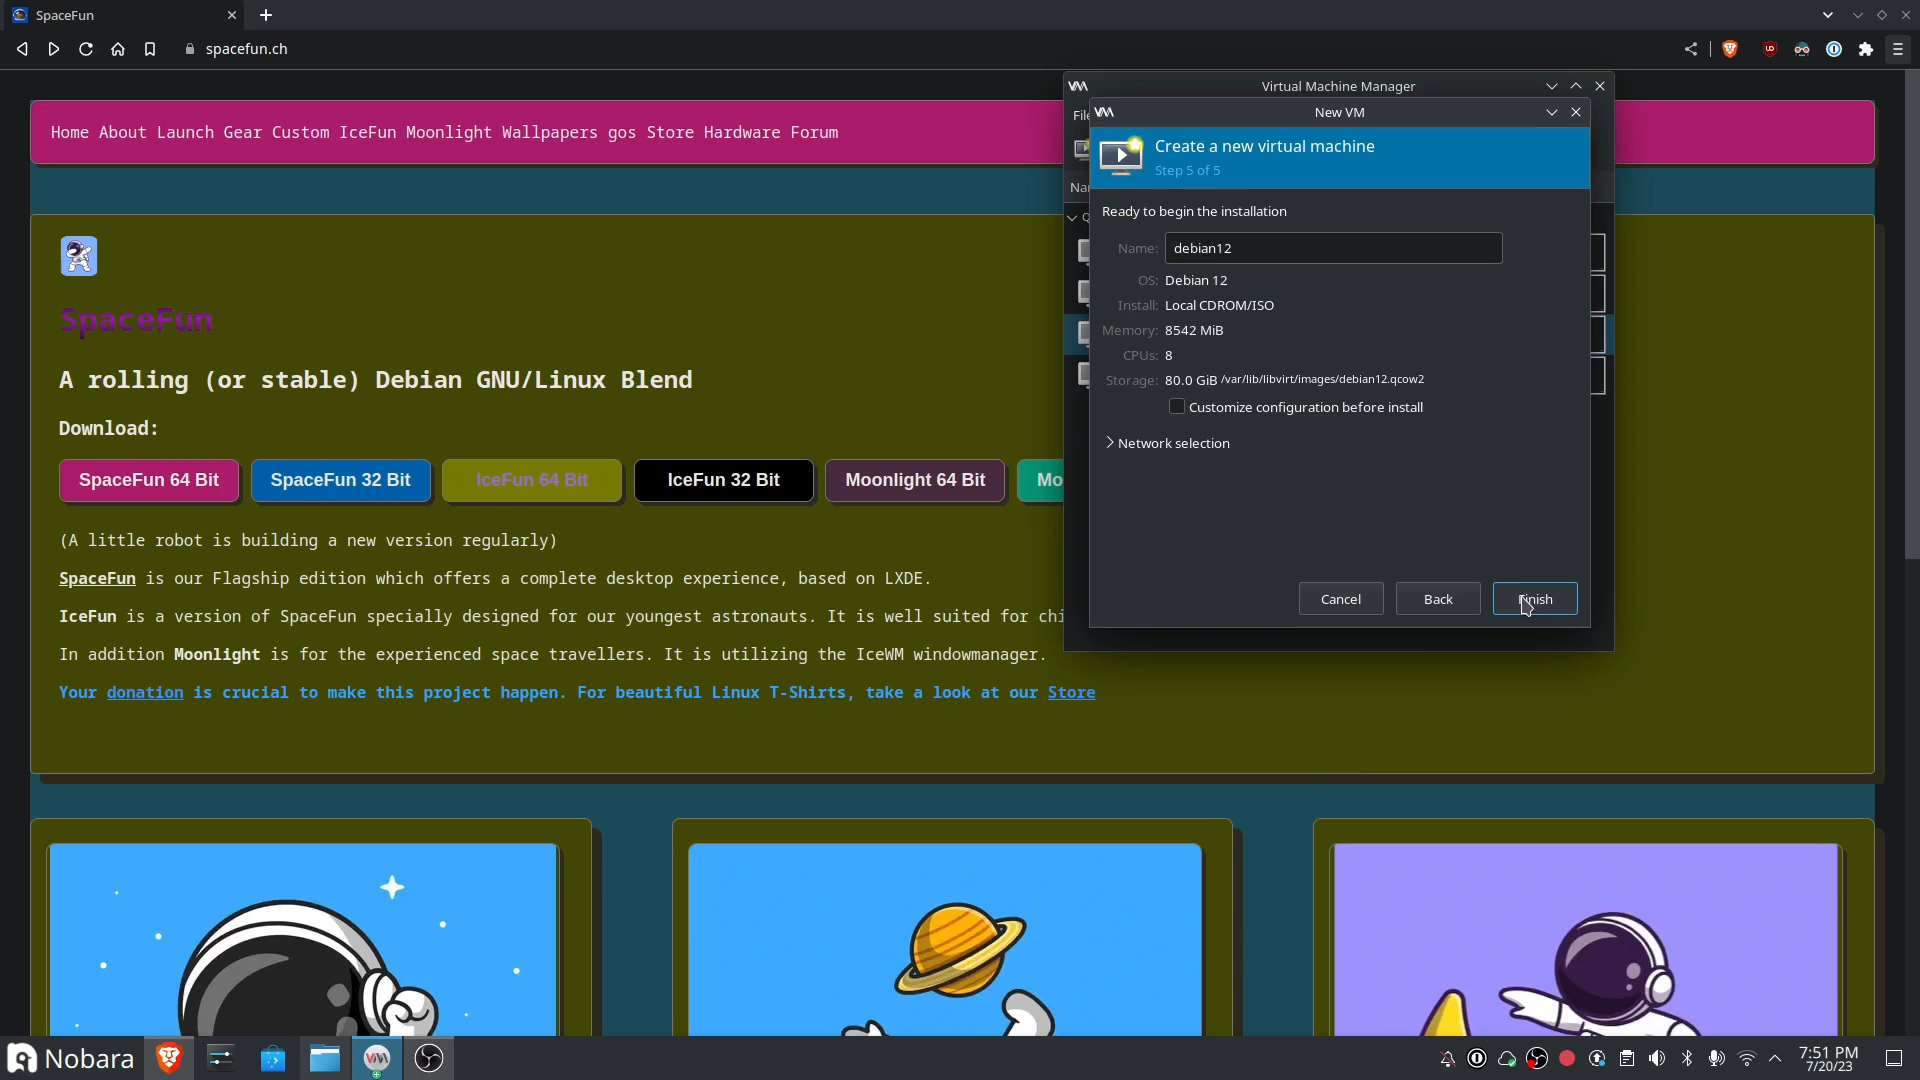 SpaceFun
spacefun.ch
Virtual Machine Manager
New VM
Create a new virtual machine
Step 5 of 5
Ready to begin the installation
Name: debian12
OS: Debian 12
Install: Local CDROM/ISO
Memory: 8542 MiB
CPUs: 8
Storage: 80.0 GiB /var/lib/libvirt/images/debian12.qcow2
Customize configuration before install
Network selection
Cancel Back Finish
Home About Launch Gear Custom IceFun Moonlight Wallpapers gos Store Hardware Forum
SpaceFun
A rolling (or stable) Debian GNU/Linux Blend
Download:
SpaceFun 64 Bit SpaceFun 32 Bit IceFun 64 Bit IceFun 32 Bit Moonlight 64 Bit Mo
(A little robot is building a new version regularly)
SpaceFun is our Flagship edition which offers a complete desktop experience, based on LXDE.
IceFun is a version of SpaceFun specially designed for our youngest astronauts. It is well suited for chi
In addition Moonlight is for the experienced space travellers. It is utilizing the IceWM windowmanager.
Your donation is crucial to make this project happen. For beautiful Linux T-Shirts, take a look at our Store
Nobara
7:51 PM
7/20/23